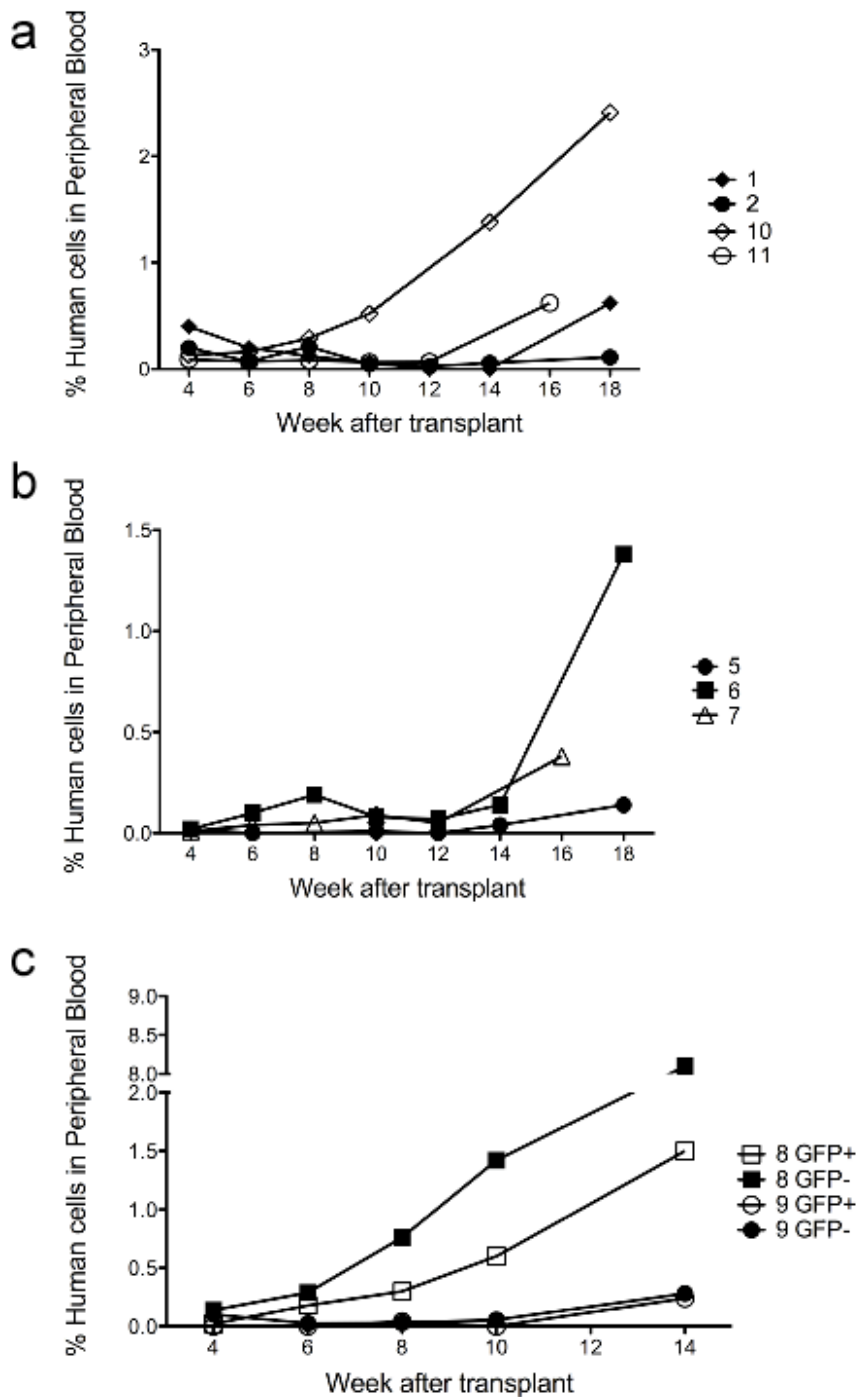 a
% Human cells in Peripheral Blood
3
2
1
0
4 6 8 10 12 14 16 18
Week after transplant
1
2
10
11
b
% Human cells in Peripheral Blood
1.5
1.0
0.5
0.0
4 6 8 10 12 14 16 18
Week after transplant
5
6
7
c
% Human cells in Peripheral Blood
9.0
8.5
8.0
2.0
1.5
1.0
0.5
0.0
4 6 8 10 12 14
Week after transplant
8 GFP+
8 GFP-
9 GFP+
9 GFP-